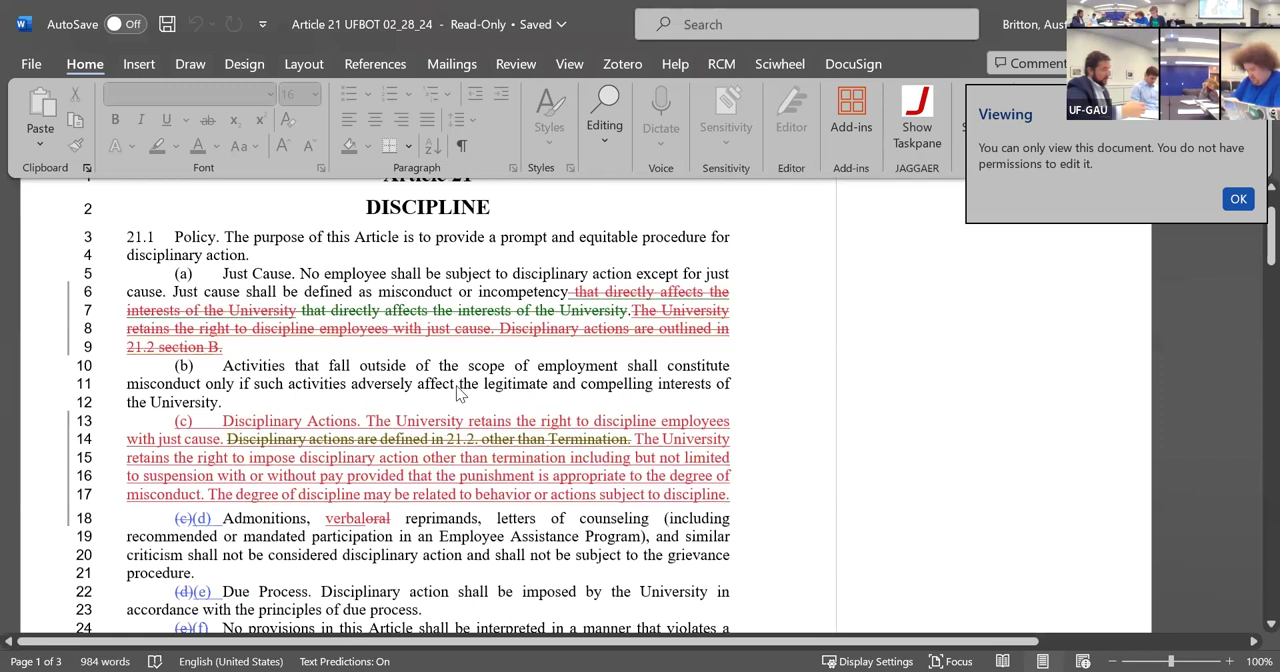 AutoSave Off Article 21 UFBOT 02_28_24 - Read-Only • Saved Search Britton, Aust
File Home Insert Draw Design Layout References Mailings Review View Zotero Help RCM Sciwheel DocuSign Comment
16
Paste
B I U ab x₂ x² A
A A Aa A A
Styles Editing Dictate Sensitivity Editor Add-ins Show Taskpane
Clipboard Font Paragraph Styles Voice Sensitivity Editor Add-ins JAGGAER
UF-GAU
Viewing
You can only view this document. You do not
have permissions to edit it.
OK
Article 21
2 DISCIPLINE
3 21.1 Policy. The purpose of this Article is to provide a prompt and equitable procedure for
4 disciplinary action.
5 (a) Just Cause. No employee shall be subject to disciplinary action except for just
6 cause. Just cause shall be defined as misconduct or incompetency that directly affects the
7 interests of the University that directly affects the interests of the University.The University
8 retains the right to discipline employees with just cause. Disciplinary actions are outlined in
9 21.2 section B.
10 (b) Activities that fall outside of the scope of employment shall constitute
11 misconduct only if such activities adversely affect the legitimate and compelling interests of
12 the University.
13 (c) Disciplinary Actions. The University retains the right to discipline employees
14 with just cause. Disciplinary actions are defined in 21.2. other than Termination. The University
15 retains the right to impose disciplinary action other than termination including but not limited
16 to suspension with or without pay provided that the punishment is appropriate to the degree of
17 misconduct. The degree of discipline may be related to behavior or actions subject to discipline.
18 (c)(d) Admonitions, verbaloral reprimands, letters of counseling (including
19 recommended or mandated participation in an Employee Assistance Program), and similar
20 criticism shall not be considered disciplinary action and shall not be subject to the grievance
21 procedure.
22 (d)(e) Due Process. Disciplinary action shall be imposed by the University in
23 accordance with the principles of due process.
24 (e)(f) No provisions in this Article shall be interpreted in a manner that violates a
Page 1 of 3 984 words English (United States) Text Predictions: On Display Settings Focus 100%